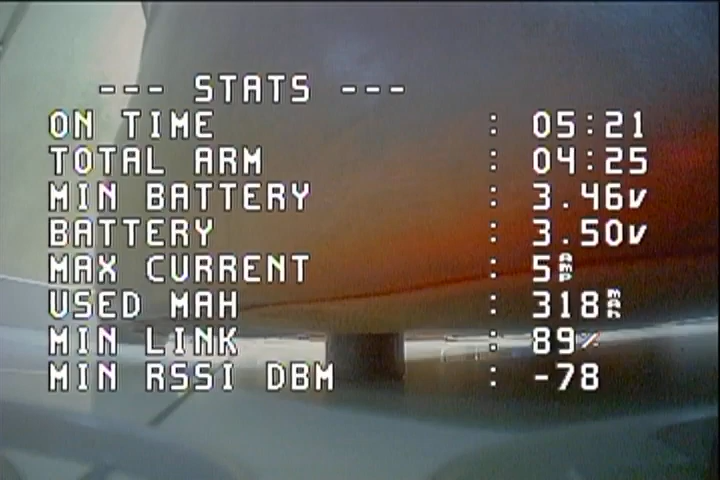 --- STATS ---
ON TIME : 05:21
TOTAL ARM : 04:25
MIN BATTERY : 3.46V
BATTERY : 3.50V
MAX CURRENT : 5AMP
USED MAH : 318MAH
MIN LINK : 89%
MIN RSSI DBM : -78